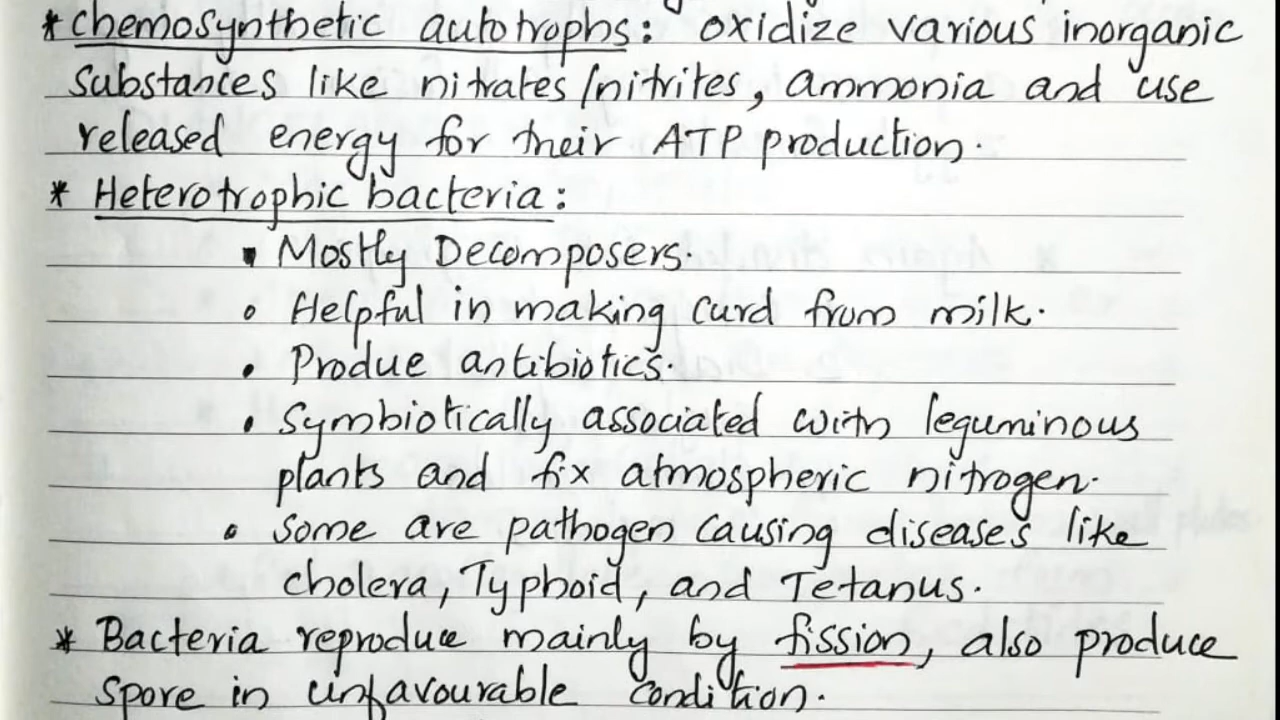 * Chemosynthetic autotrophs: oxidize various inorganic
substances like nitrates/nitrites, ammonia and use
released energy for their ATP production.
* Heterotrophic bacteria:
▪ Mostly Decomposers.
• Helpful in making curd from milk.
• Produe antibiotics.
• Symbiotically associated with leguminous
plants and fix atmospheric nitrogen.
• Some are pathogen causing diseases like
cholera, Typhoid, and Tetanus.
* Bacteria reproduce mainly by fission, also produce
spore in unfavourable condition.